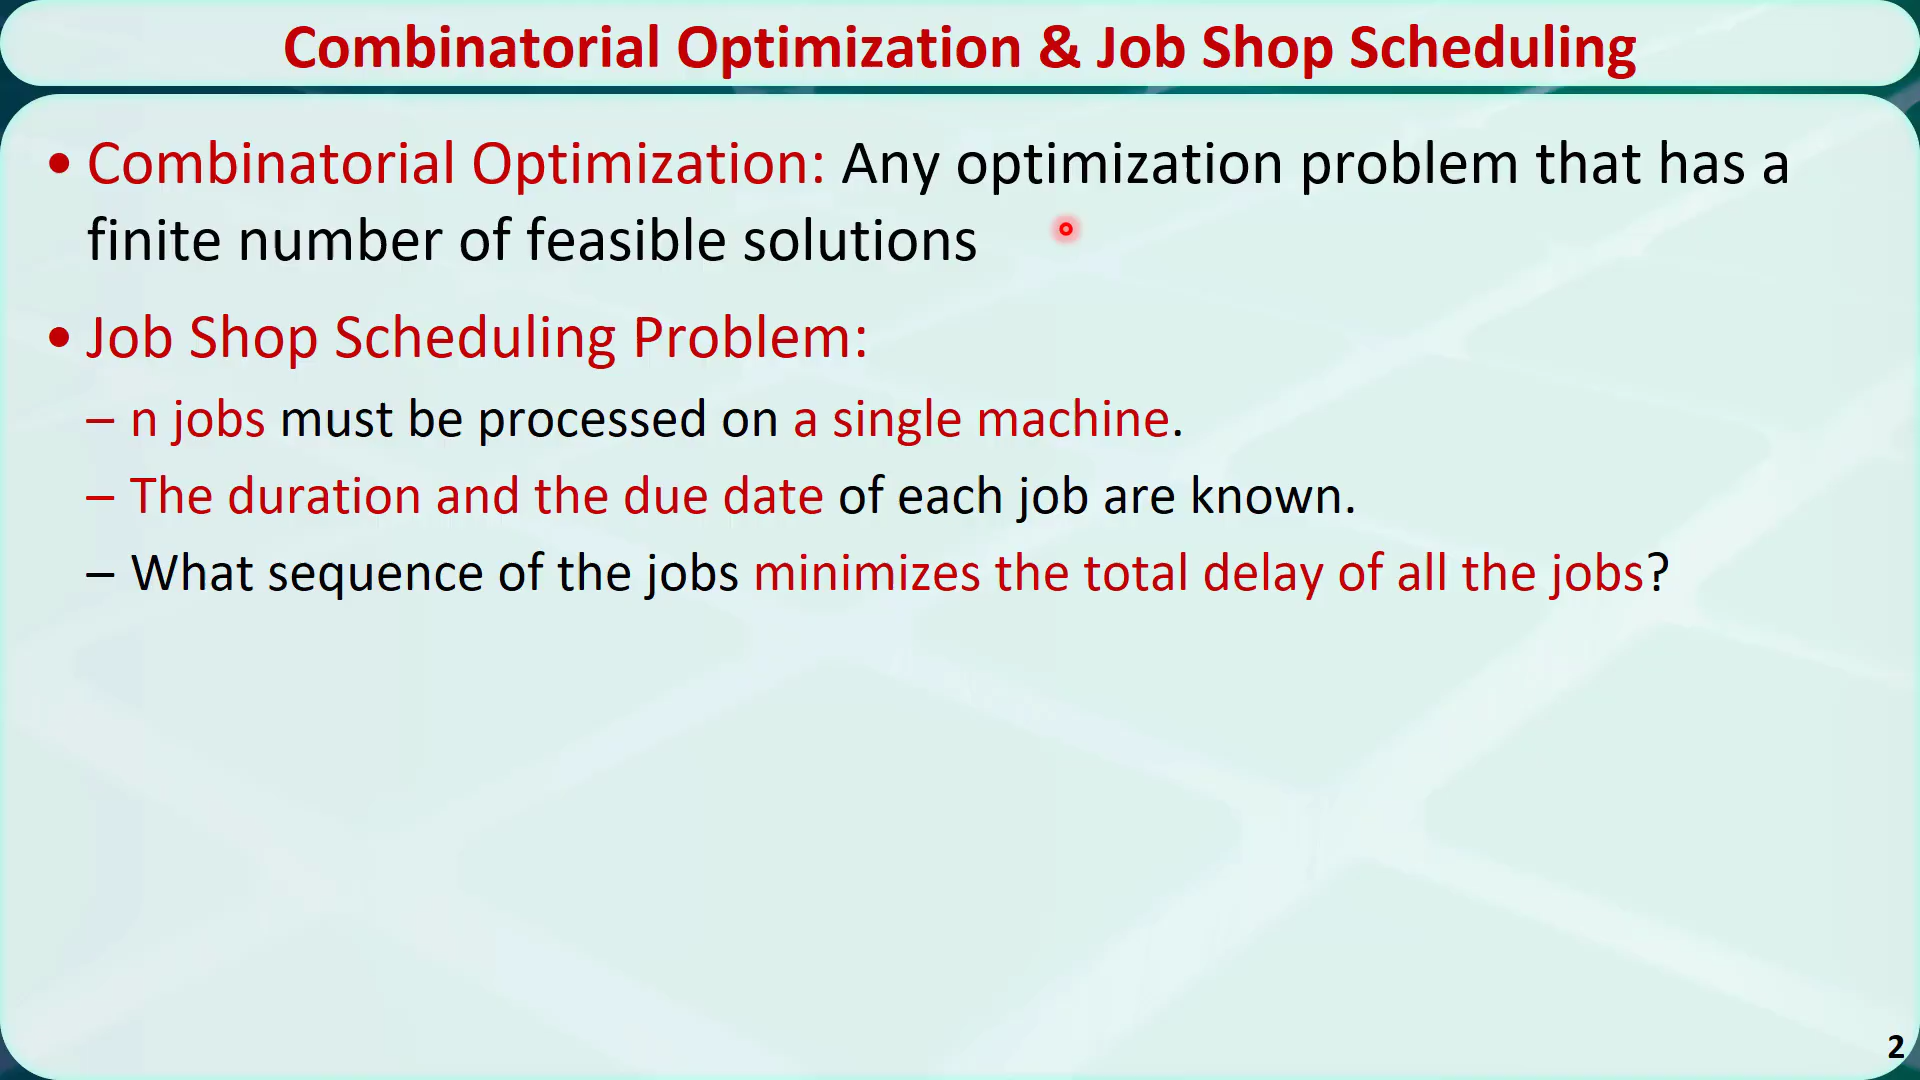 Combinatorial Optimization & Job Shop Scheduling
• Combinatorial Optimization: Any optimization problem that has a
finite number of feasible solutions
• Job Shop Scheduling Problem:
– n jobs must be processed on a single machine.
– The duration and the due date of each job are known.
– What sequence of the jobs minimizes the total delay of all the jobs?
2